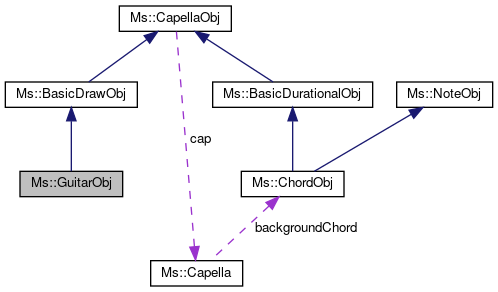 Ms::CapellaObj
Ms::BasicDrawObj
Ms::BasicDurationalObj
Ms::NoteObj
cap
Ms::GuitarObj
Ms::ChordObj
backgroundChord
Ms::Capella